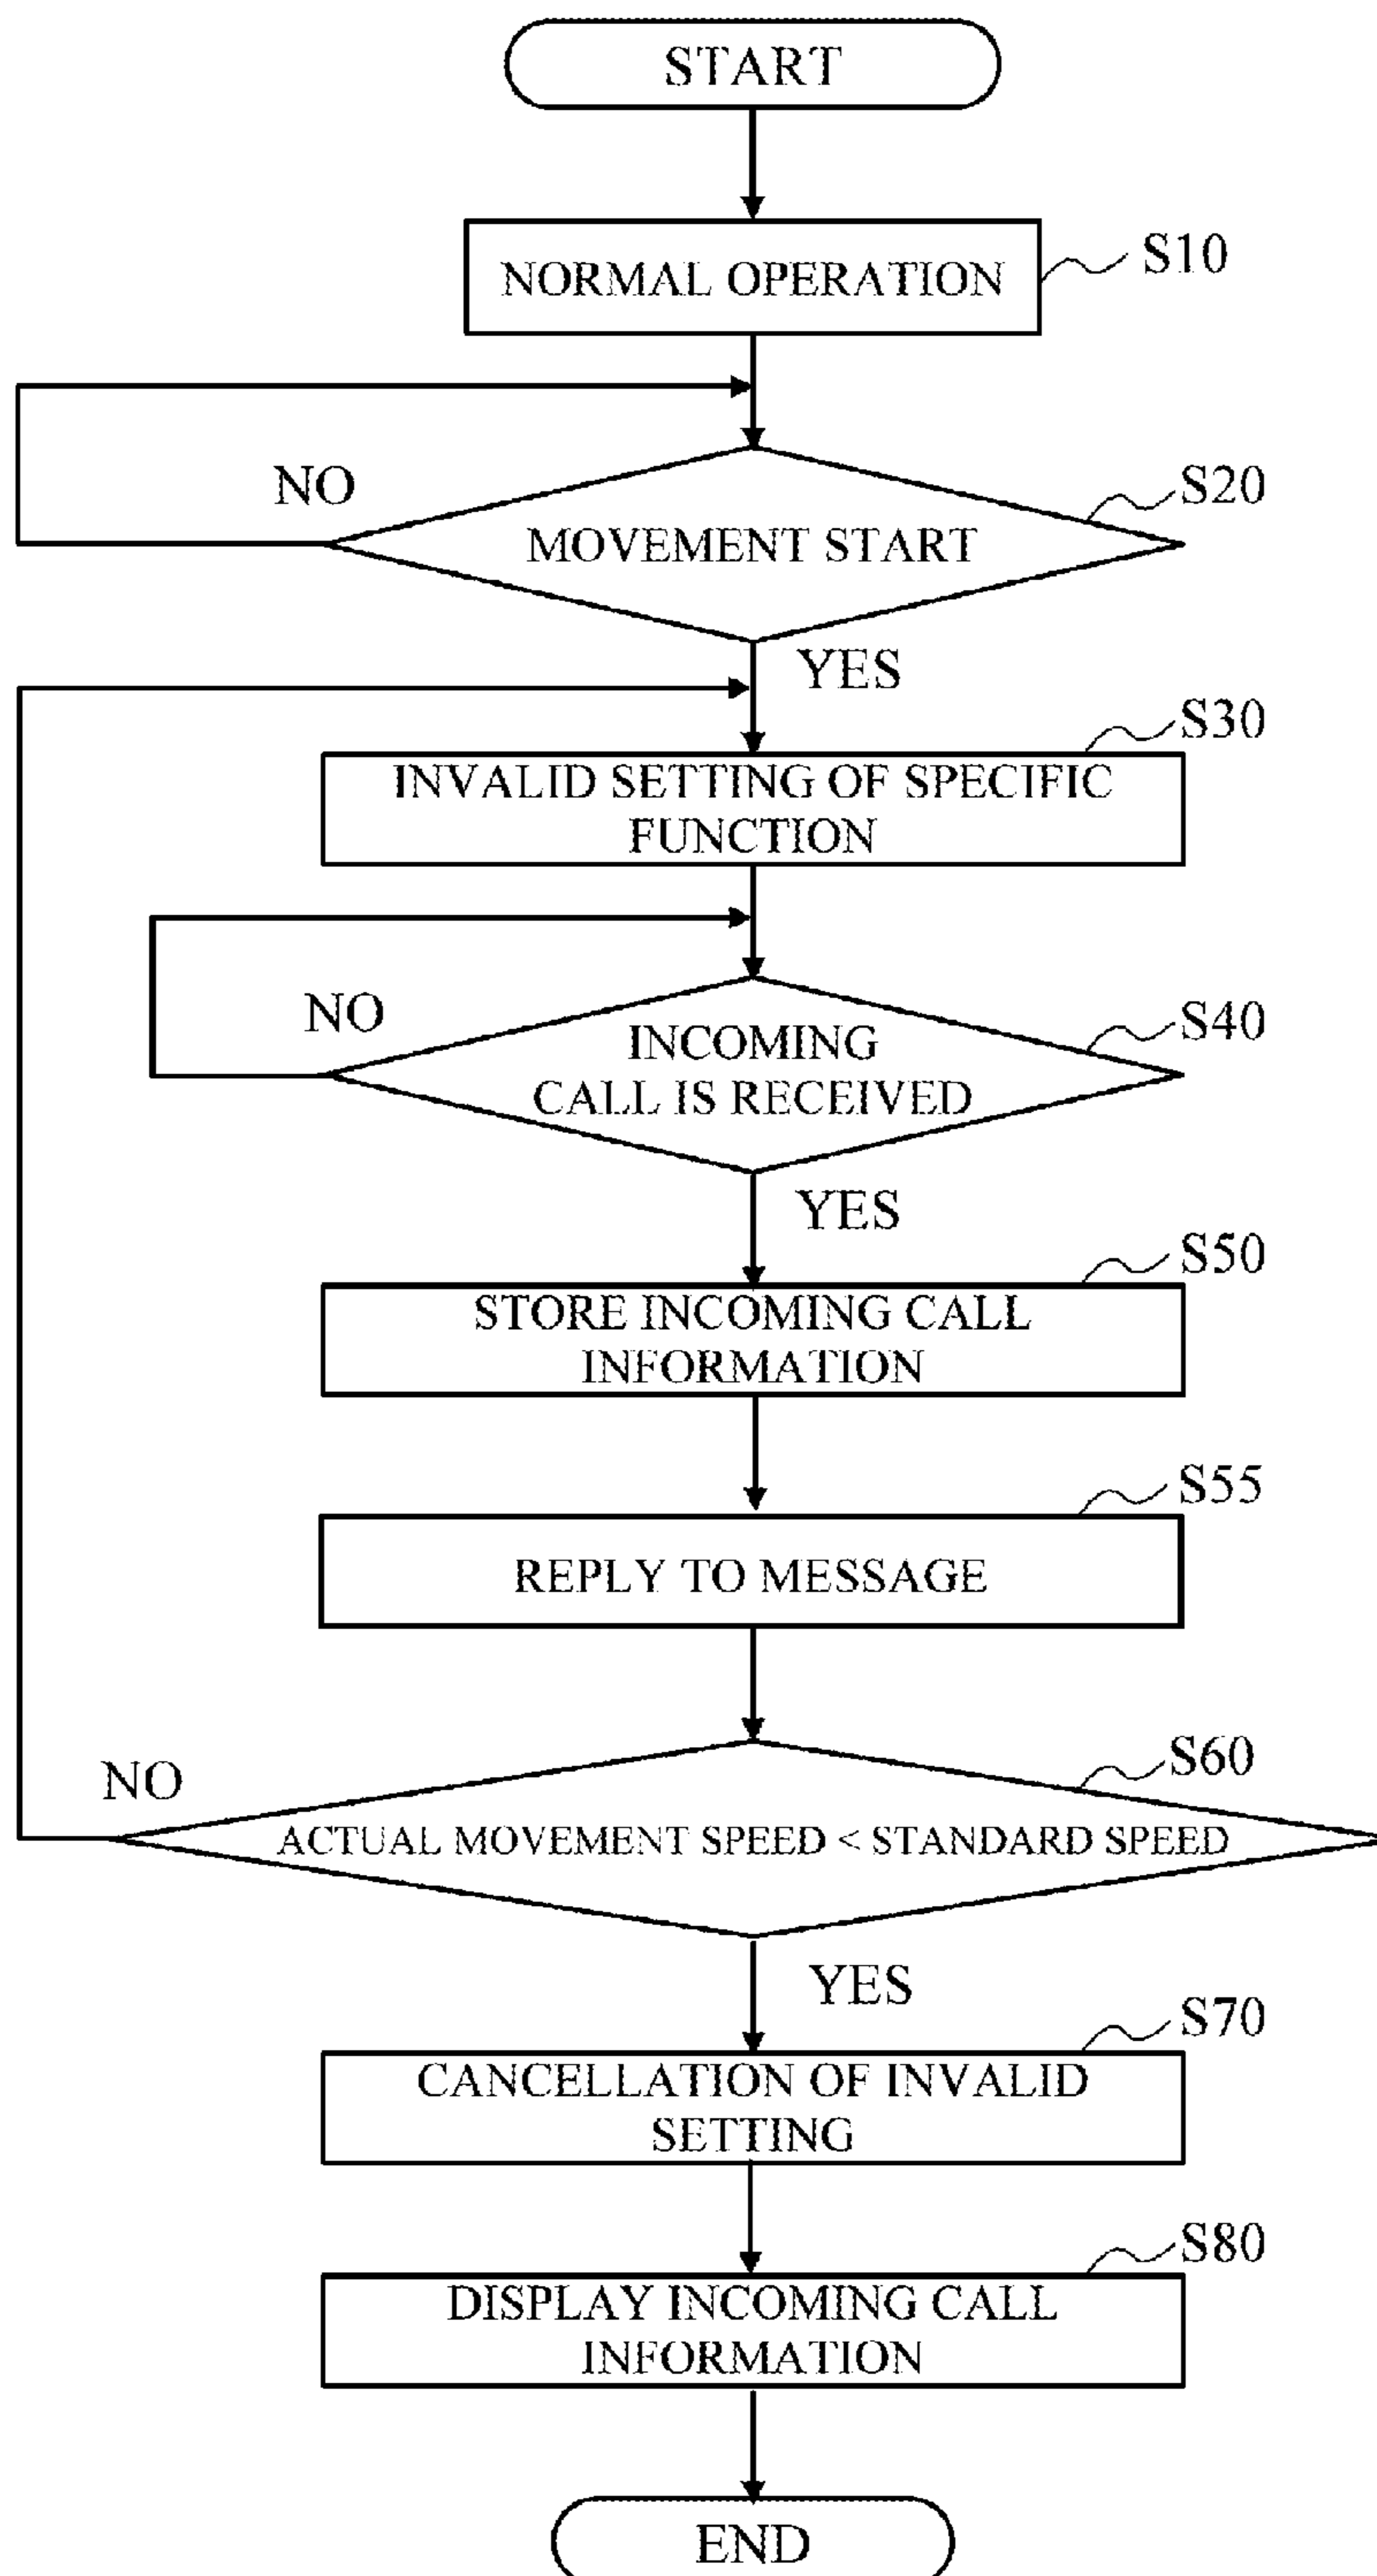 START
NORMAL OPERATION
S10
NO
S20
MOVEMENT START
YES
S30
INVALID SETTING OF SPECIFIC
FUNCTION
NO
S40
INCOMING
CALL IS RECEIVED
YES
S50
STORE INCOMING CALL
INFORMATION
S55
REPLY TO MESSAGE
S60
NO
ACTUAL MOVEMENT SPEED < STANDARD SPEED
YES
S70
CANCELLATION OF INVALID
SETTING
S80
DISPLAY INCOMING CALL
INFORMATION
END